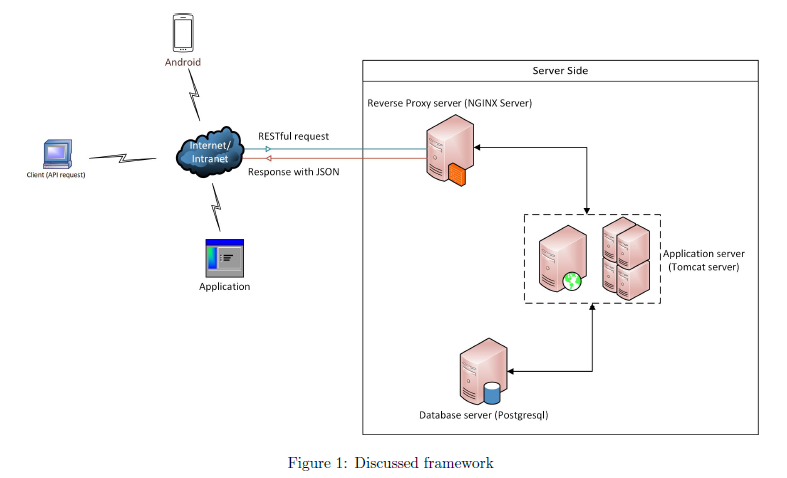 Android
Server Side
Reverse Proxy server (NGINX Server)
RESTful request
Internet/
Intranet
Client (API request)
Response with JSON
Application server
(Tomcat server)
Application
Database server (Postgresql)
Figure 1: Discussed framework